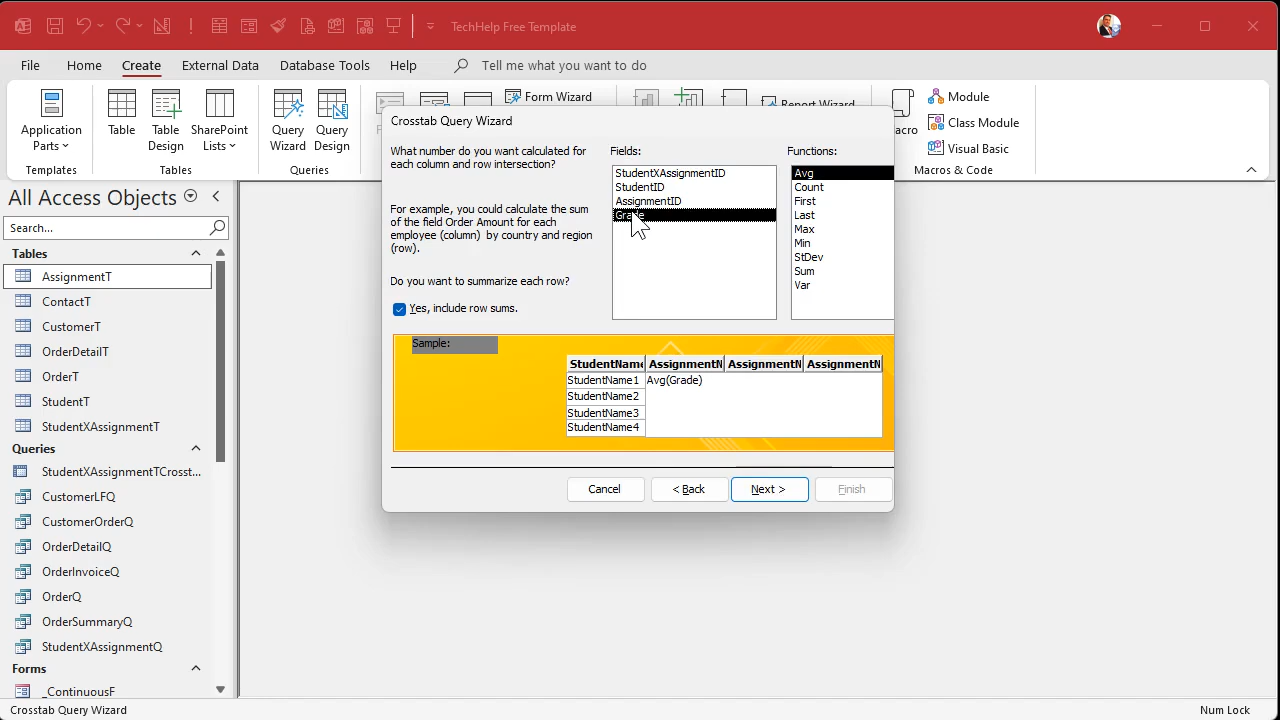 TechHelp Free Template
File Home Create External Data Database Tools Help Tell me what you want to do
Application Parts
Templates
Table
Table Design
SharePoint Lists
Tables
Query Wizard
Query Design
Queries
Form Wizard
Report Wizard
Module
Class Module
Visual Basic
Macros & Code
All Access Objects
Search...
Tables
AssignmentT
ContactT
CustomerT
OrderDetailT
OrderT
StudentT
StudentXAssignmentT
Queries
StudentXAssignmentTCrosst...
CustomerLFQ
CustomerOrderQ
OrderDetailQ
OrderInvoiceQ
OrderQ
OrderSummaryQ
StudentXAssignmentQ
Forms
_ContinuousF
Crosstab Query Wizard
What number do you want calculated for
each column and row intersection?
For example, you could calculate the sum
of the field Order Amount for each
employee (column) by country and region
(row).
Do you want to summarize each row?
Yes, include row sums.
Fields:
StudentXAssignmentID
StudentID
AssignmentID
Grade
Functions:
Avg
Count
First
Last
Max
Min
StDev
Sum
Var
Sample:
StudentName AssignmentN AssignmentN AssignmentN
StudentName1 Avg(Grade)
StudentName2
StudentName3
StudentName4
Cancel < Back Next > Finish
Crosstab Query Wizard Num Lock